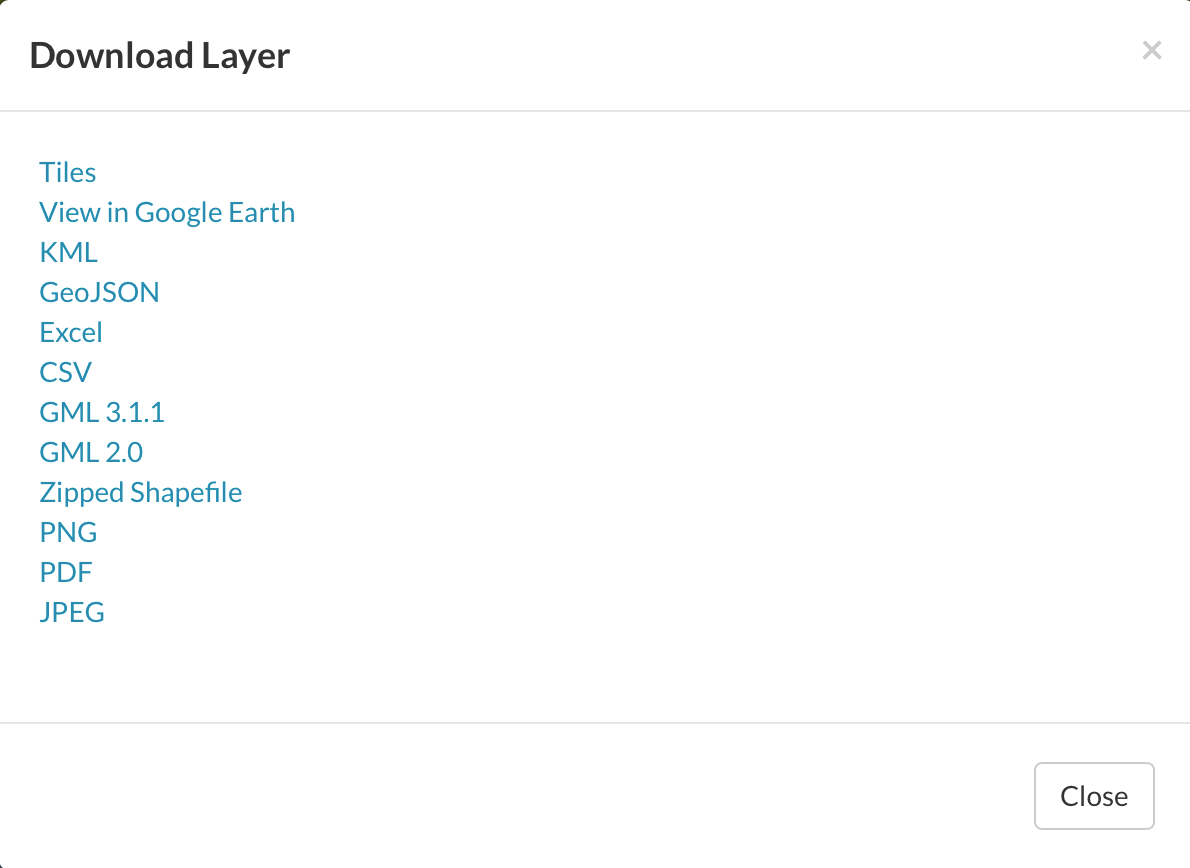 Download Layer
×
Tiles
View in Google Earth
KML
GeoJSON
Excel
CSV
GML 3.1.1
GML 2.0
Zipped Shapefile
PNG
PDF
JPEG
Close